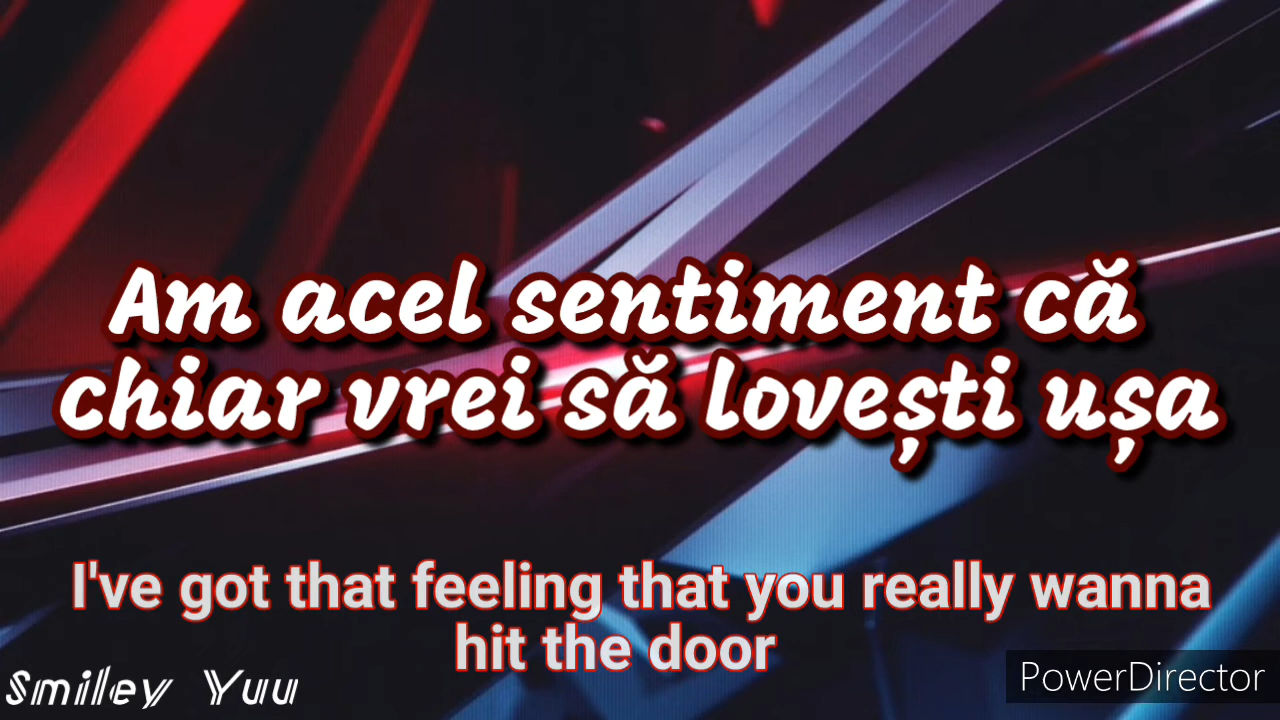 Am acel sentiment că
chiar vrei să lovești ușa
I've got that feeling that you really wanna
hit the door
Smiley Yuu
PowerDirector